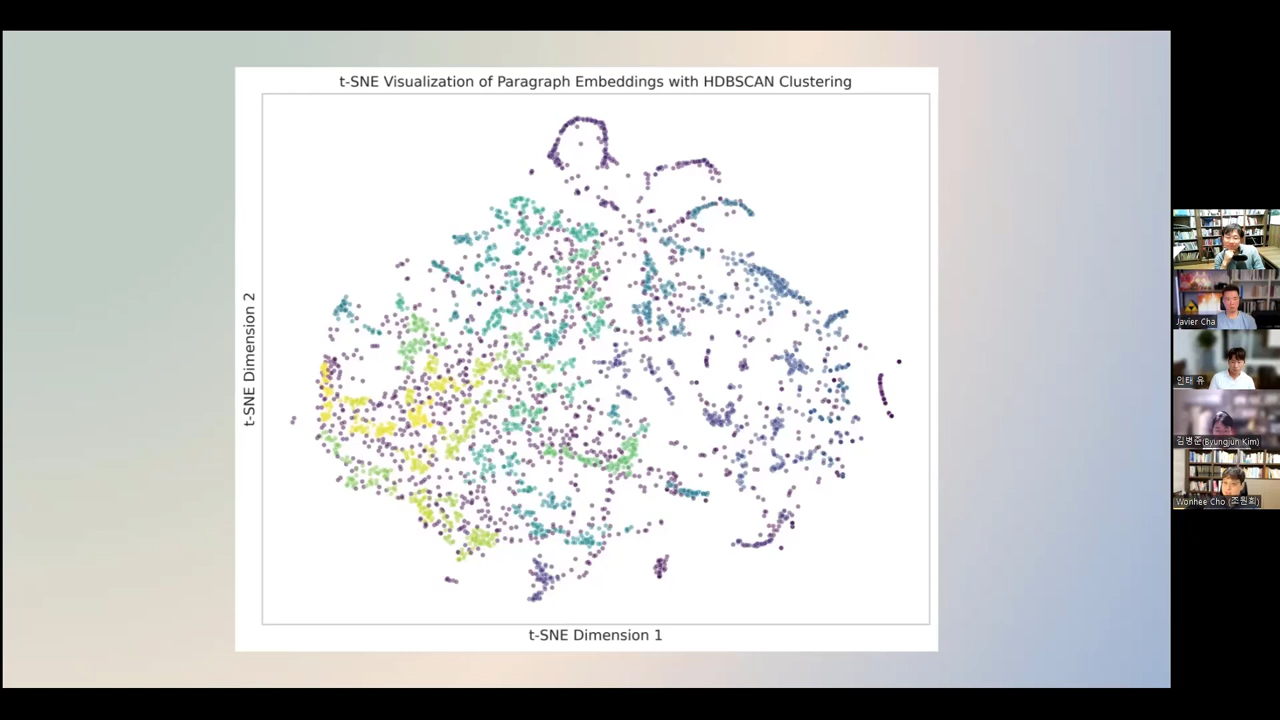 t-SNE Visualization of Paragraph Embeddings with HDBSCAN Clustering
t-SNE Dimension 2
t-SNE Dimension 1
Javier Cha
인태 유
김병준(Byungjun Kim)
Wonhee Cho (조원희)